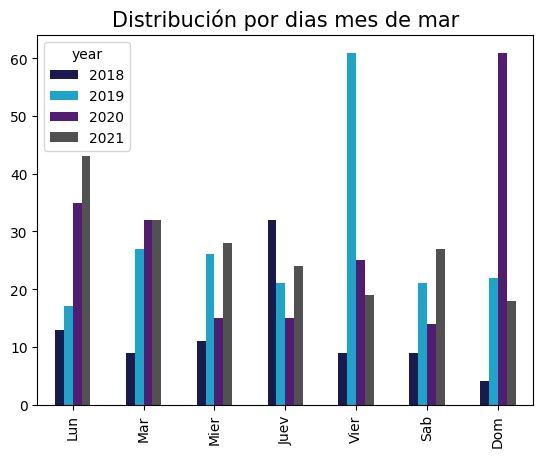 Distribución por dias mes de mar
year
2018
2019
2020
2021
60
50
40
30
20
10
0
Lun
Mar
Mier
Juev
Vier
Sab
Dom